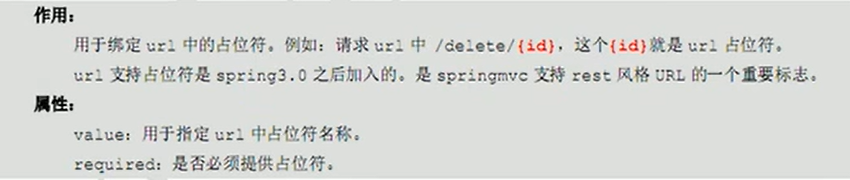 作用：
用于绑定 url 中的占位符。例如：请求 url 中 /delete/{id}，这个{id}就是 url 占位符。
url 支持占位符是 spring3.0 之后加入的。是 springmvc 支持 rest 风格 URL 的一个重要标志。
属性：
value：用于指定 url 中占位符名称。
required：是否必须提供占位符。